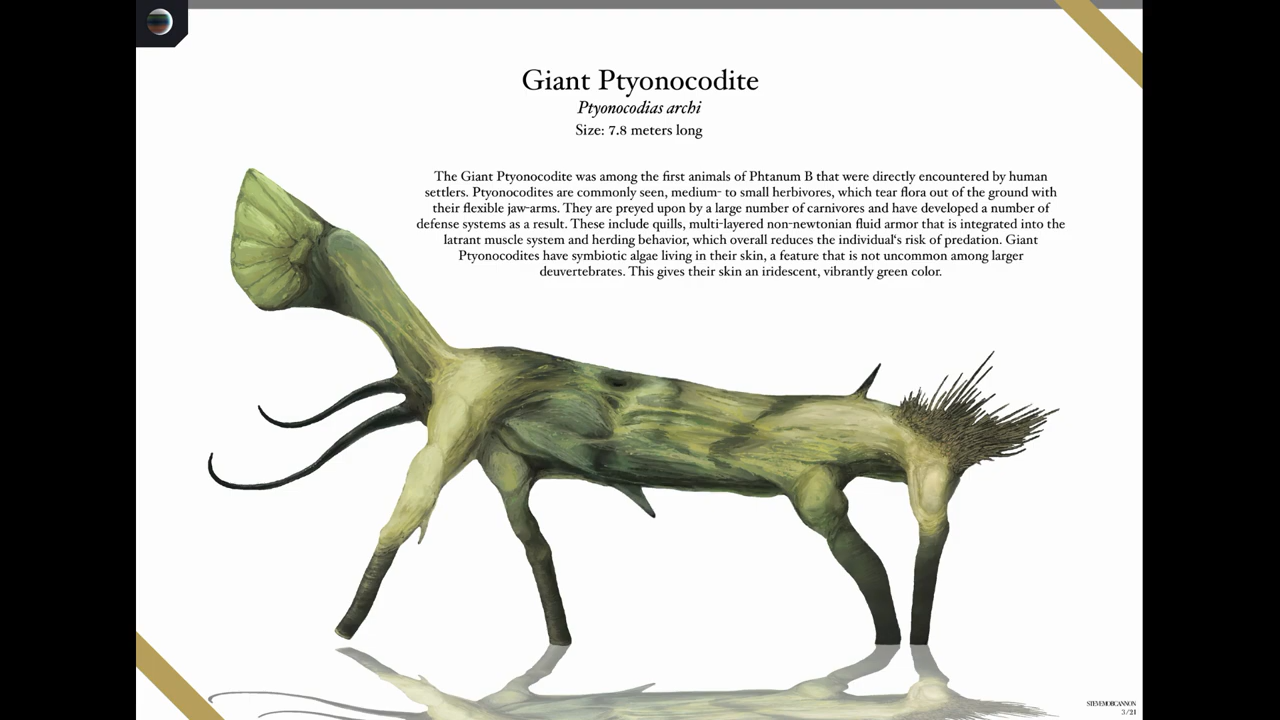 Giant Ptyonocodite
Ptyonocodias archi
Size: 7.8 meters long
The Giant Ptyonocodite was among the first animals of Phtanum B that were directly encountered by human
settlers. Ptyonocodites are commonly seen, medium- to small herbivores, which tear flora out of the ground with
their flexible jaw-arms. They are preyed upon by a large number of carnivores and have developed a number of
defense systems as a result. These include quills, multi-layered non-newtonian fluid armor that is integrated into the
latrant muscle system and herding behavior, which overall reduces the individual's risk of predation. Giant
Ptyonocodites have symbiotic algae living in their skin, a feature that is not uncommon among larger
deuvertebrates. This gives their skin an iridescent, vibrantly green color.
STEVEMOBCANNON
3/21